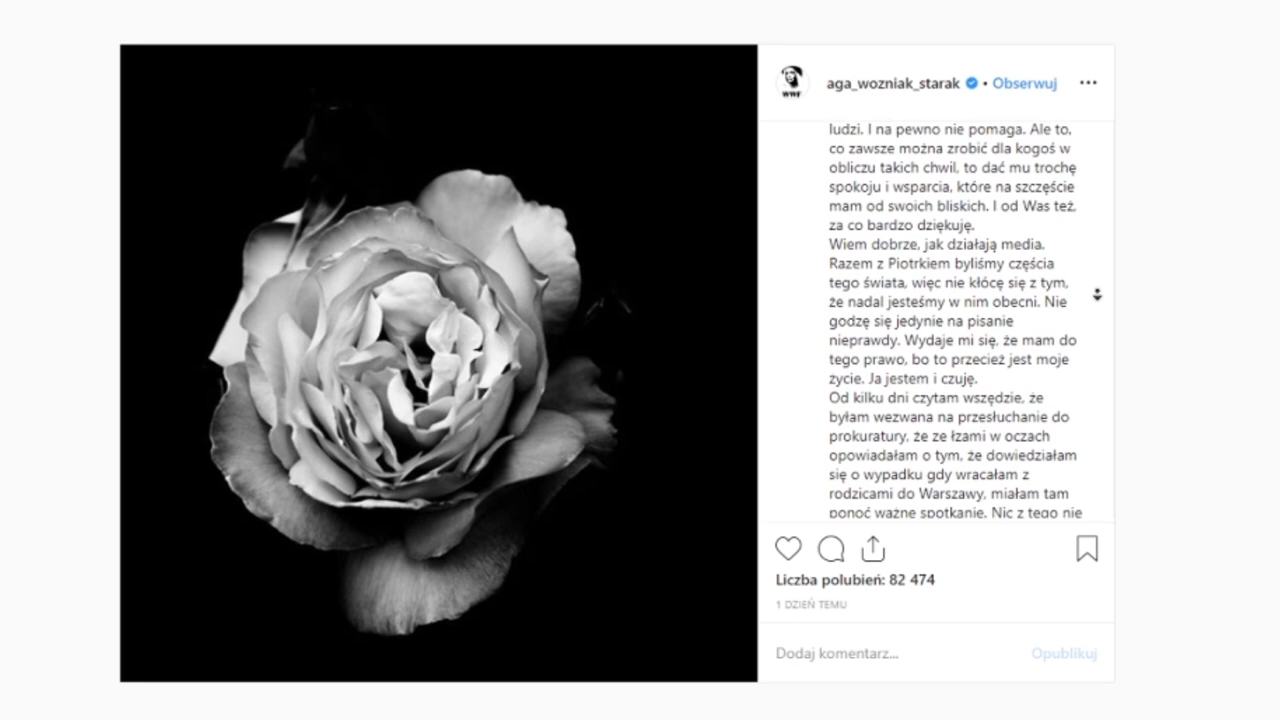 aga_wozniak_starak • Obserwuj
WWF
ludzi. I na pewno nie pomaga. Ale to,
co zawsze można zrobić dla kogoś w
obliczu takich chwil, to dać mu trochę
spokoju i wsparcia, które na szczęście
mam od swoich bliskich. I od Was też,
za co bardzo dziękuję.
Wiem dobrze, jak działają media.
Razem z Piotrkiem byliśmy częścia
tego świata, więc nie kłócę się z tym,
że nadal jesteśmy w nim obecni. Nie
godzę się jedynie na pisanie
nieprawdy. Wydaje mi się, że mam do
tego prawo, bo to przecież jest moje
życie. Ja jestem i czuję.
Od kilku dni czytam wszędzie, że
byłam wezwana na przesłuchanie do
prokuratury, że ze łzami w oczach
opowiadałam o tym, że dowiedziałam
się o wypadku gdy wracałam z
rodzicami do Warszawy, miałam tam
ponoć ważne spotkanie. Nic z tego nie
Liczba polubień: 82 474
1 DZIEŃ TEMU
Dodaj komentarz... Opublikuj